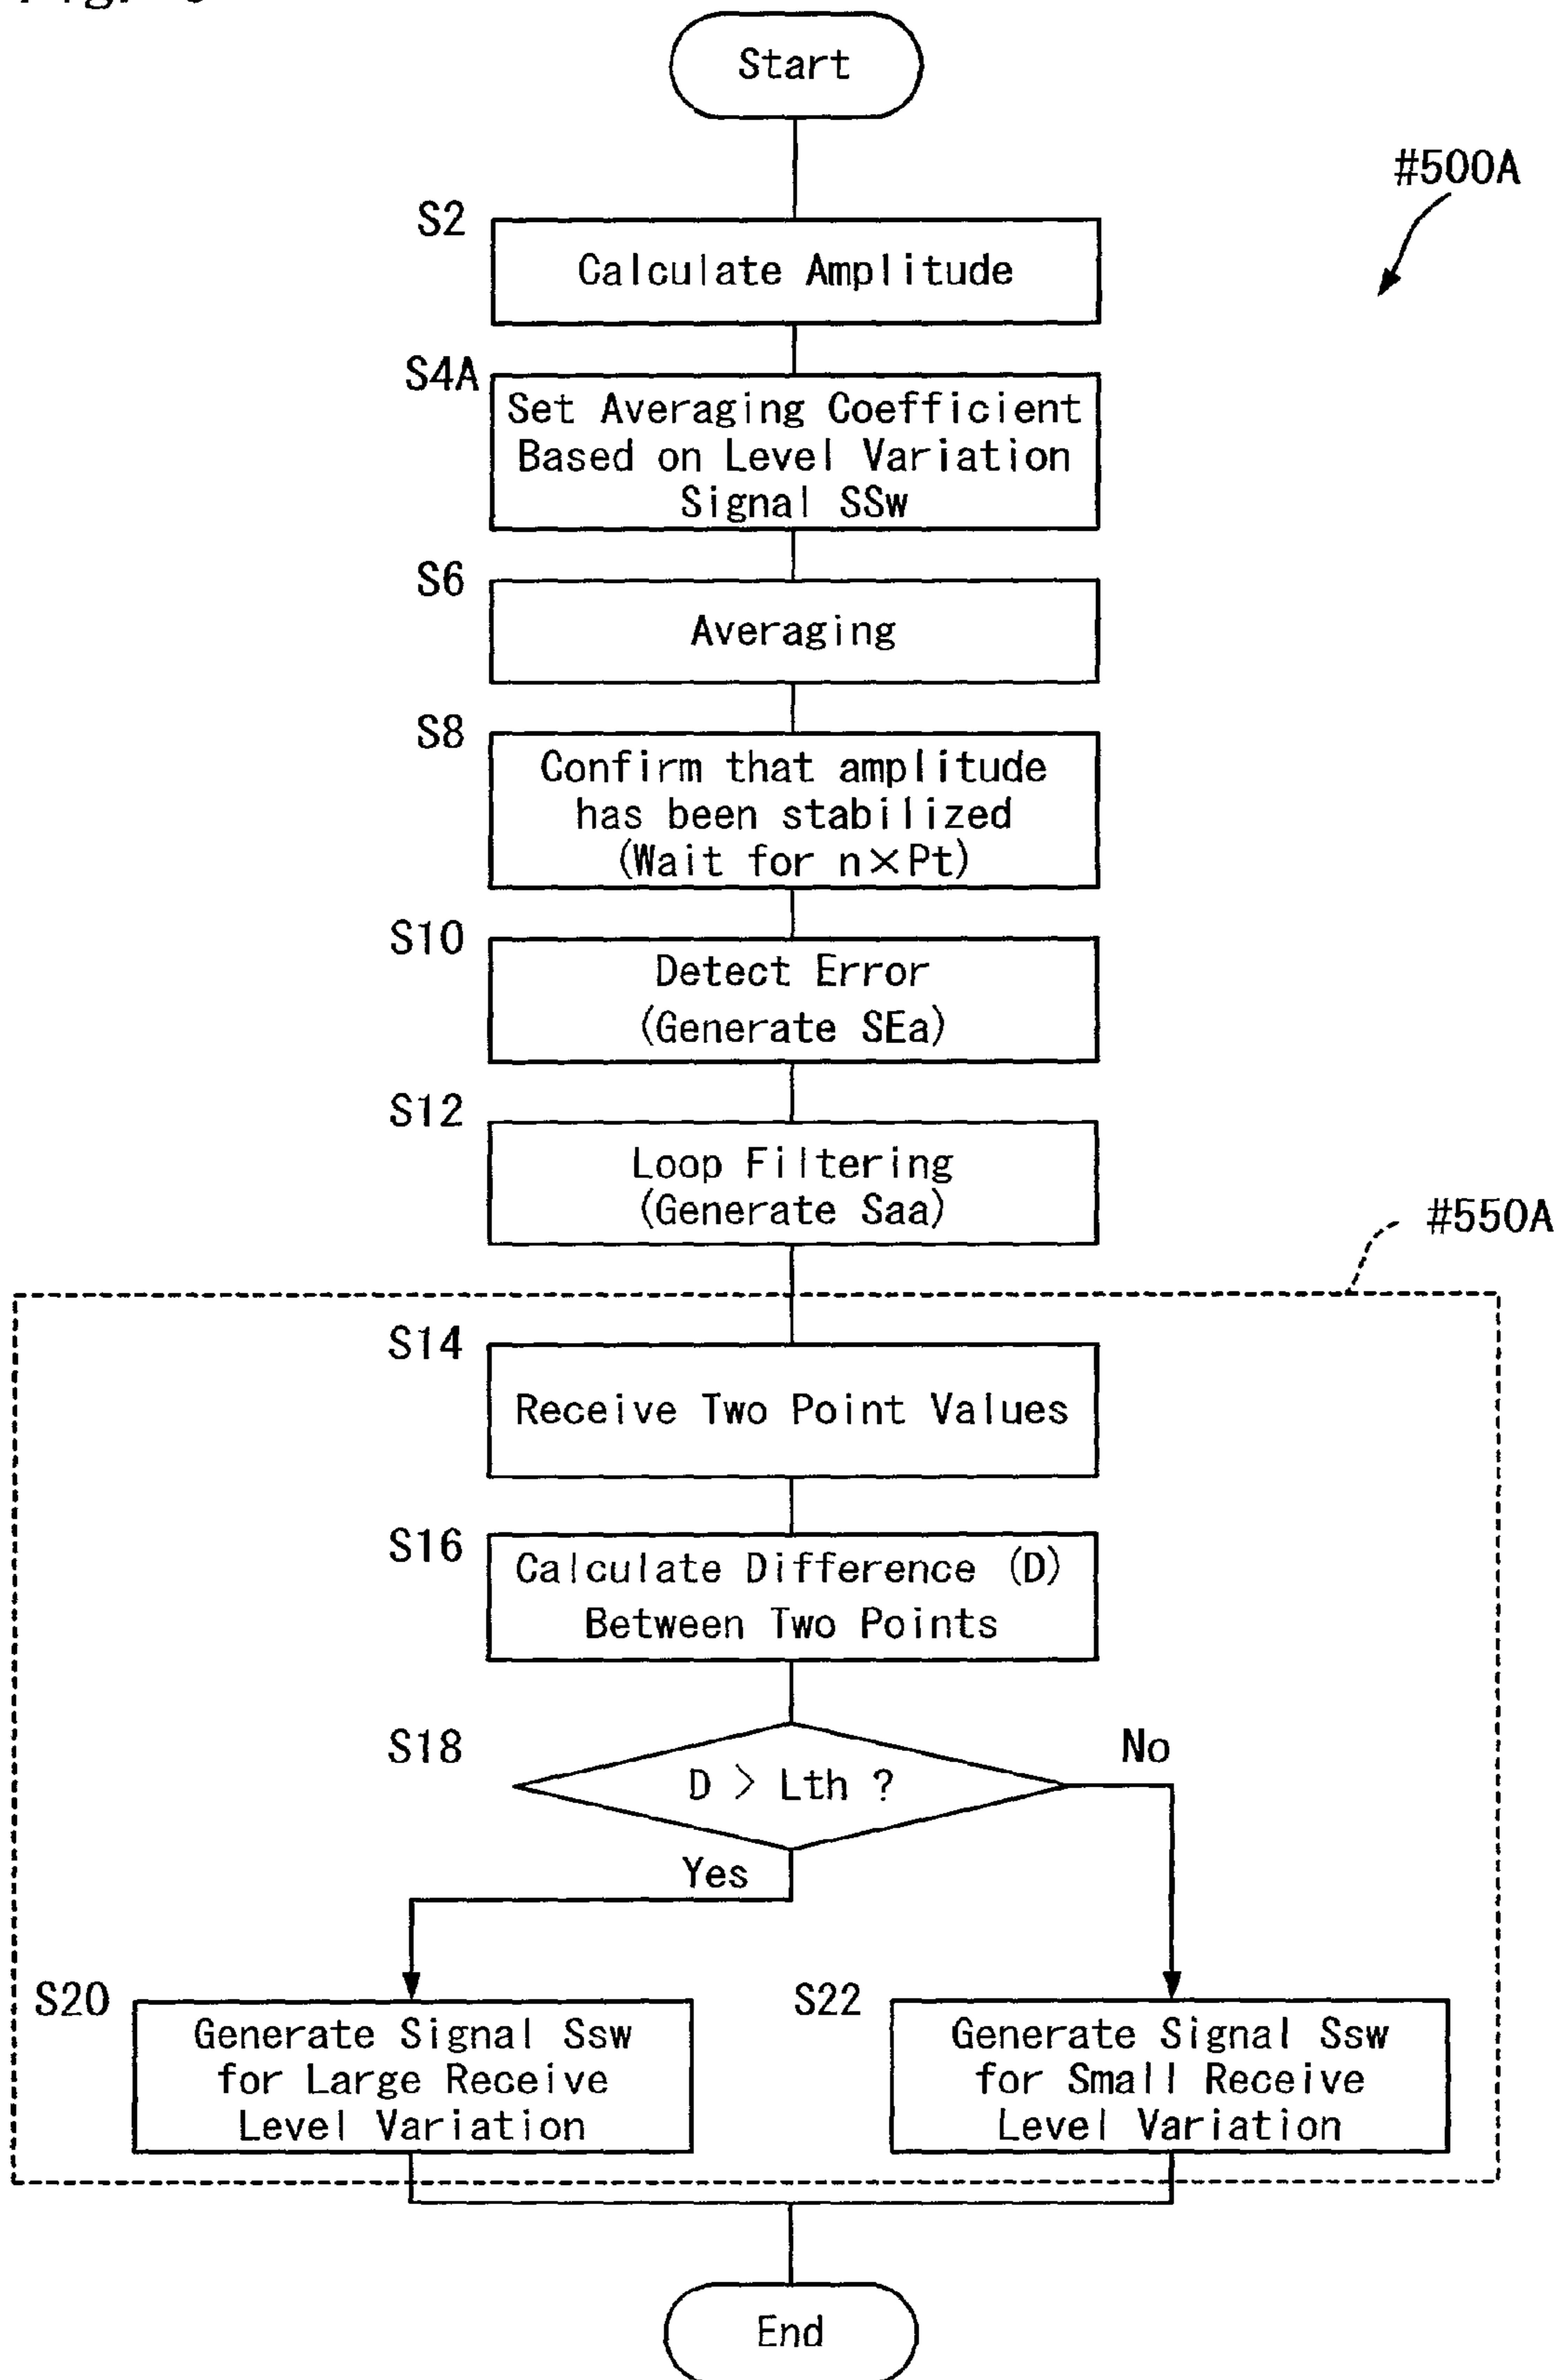 Start
#500A
S2
Calculate Amplitude
S4A
Set Averaging Coefficient
Based on Level Variation
Signal SSw
S6
Averaging
S8
Confirm that amplitude
has been stabilized
(Wait for n×Pt)
S10
Detect Error
(Generate SEa)
S12
Loop Filtering
(Generate Saa)
#550A
S14
Receive Two Point Values
S16
Calculate Difference (D)
Between Two Points
S18
D > Lth ?
No
Yes
S20
Generate Signal Ssw
for Large Receive
Level Variation
S22
Generate Signal Ssw
for Small Receive
Level Variation
End